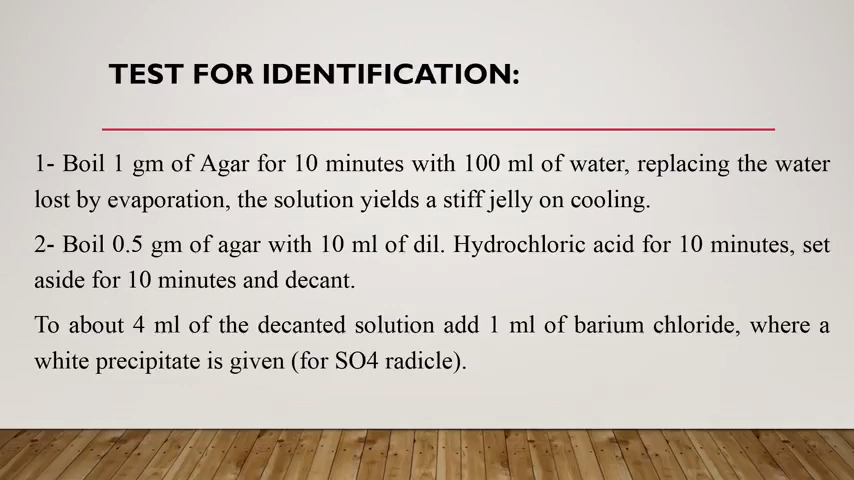 TEST FOR IDENTIFICATION:
1- Boil 1 gm of Agar for 10 minutes with 100 ml of water, replacing the water
lost by evaporation, the solution yields a stiff jelly on cooling.
2- Boil 0.5 gm of agar with 10 ml of dil. Hydrochloric acid for 10 minutes, set
aside for 10 minutes and decant.
To about 4 ml of the decanted solution add 1 ml of barium chloride, where a
white precipitate is given (for SO4 radicle).